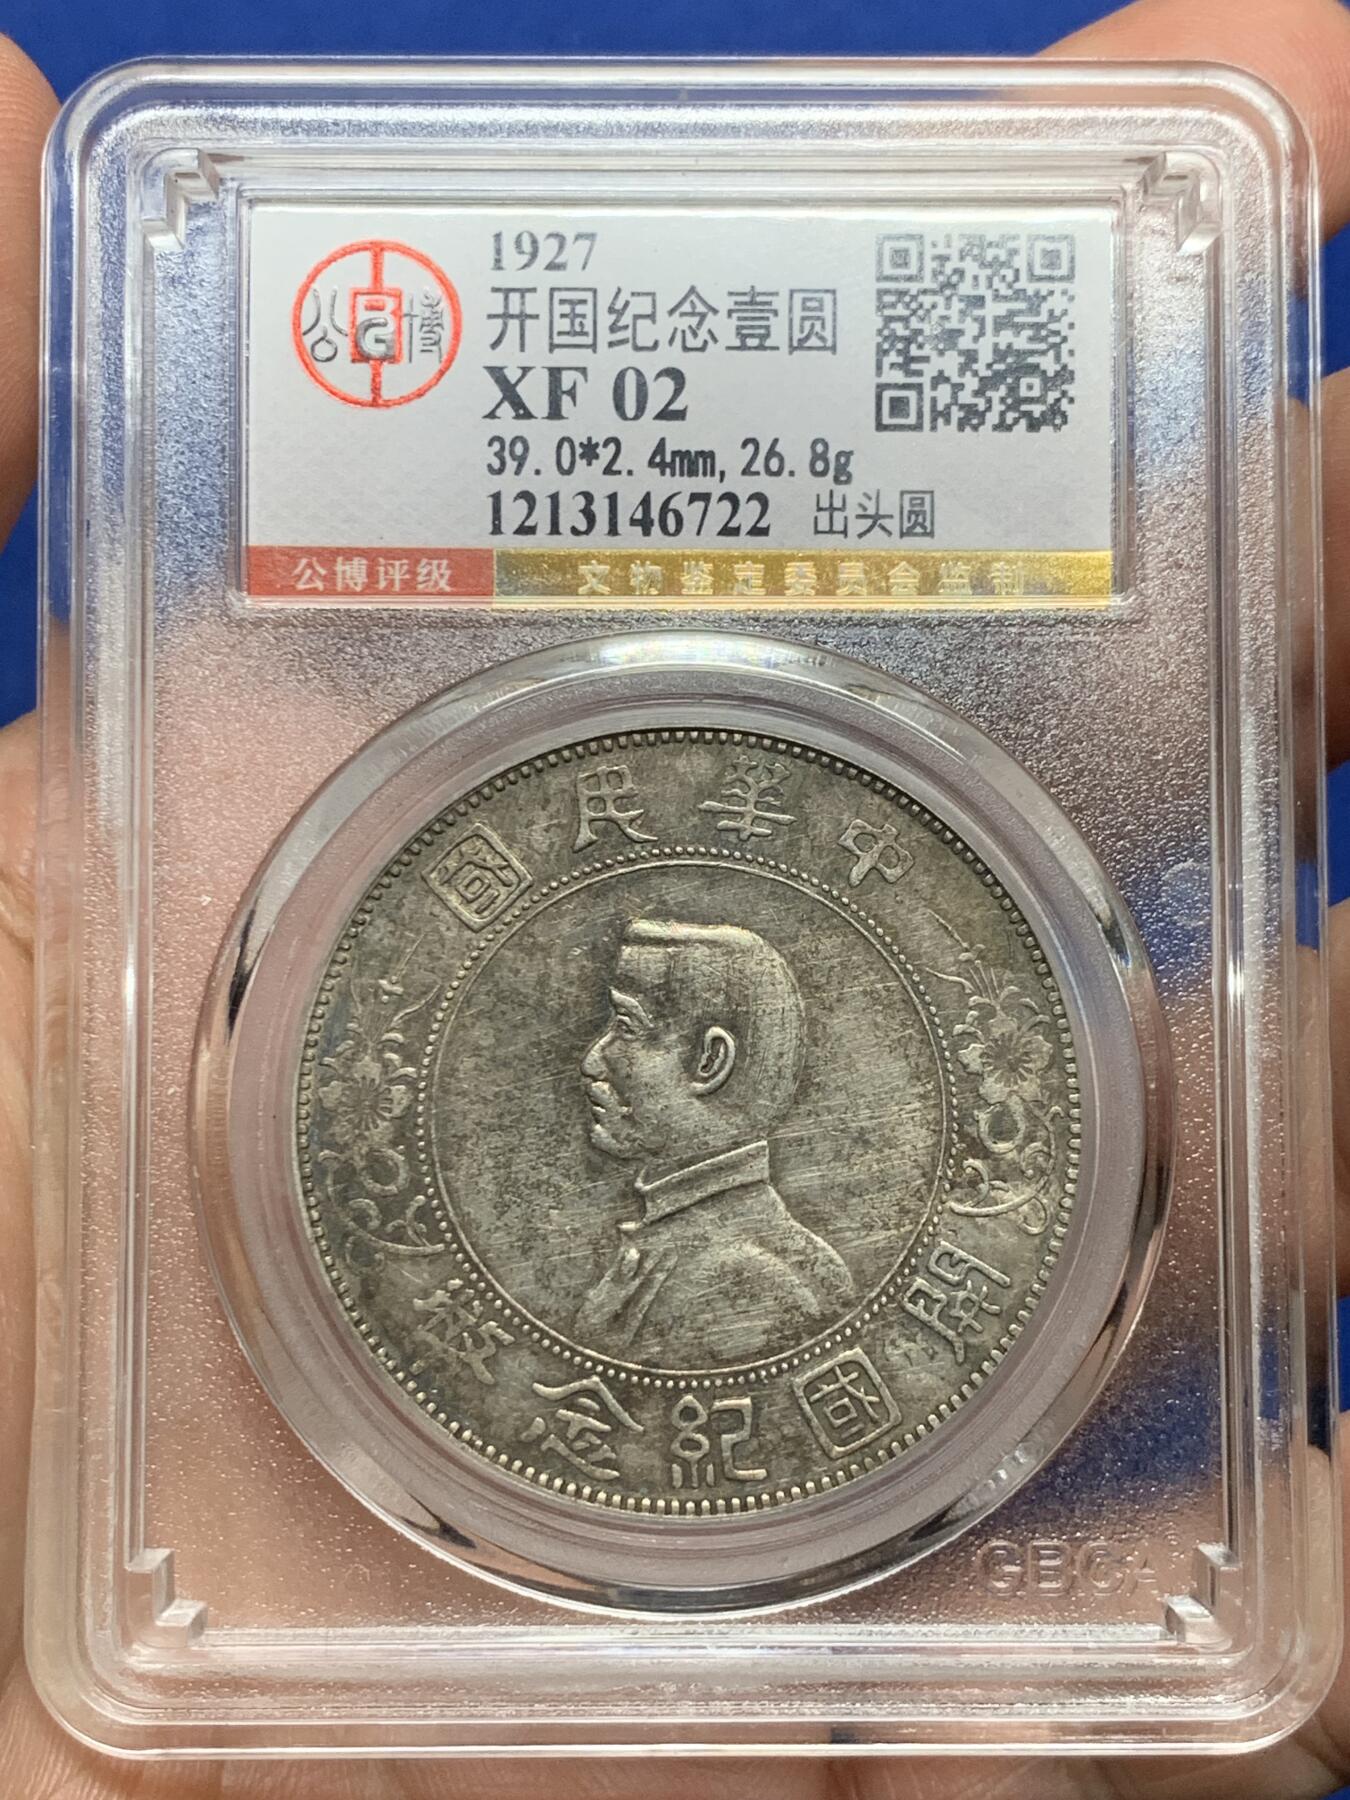 公博
1927
开国纪念壹圆
XF 02
39.0*2.4mm,26.8g
1213146722 出头圆
公博评级 文物鉴定委员会监制
中華民國
開國紀念幣
GBCA